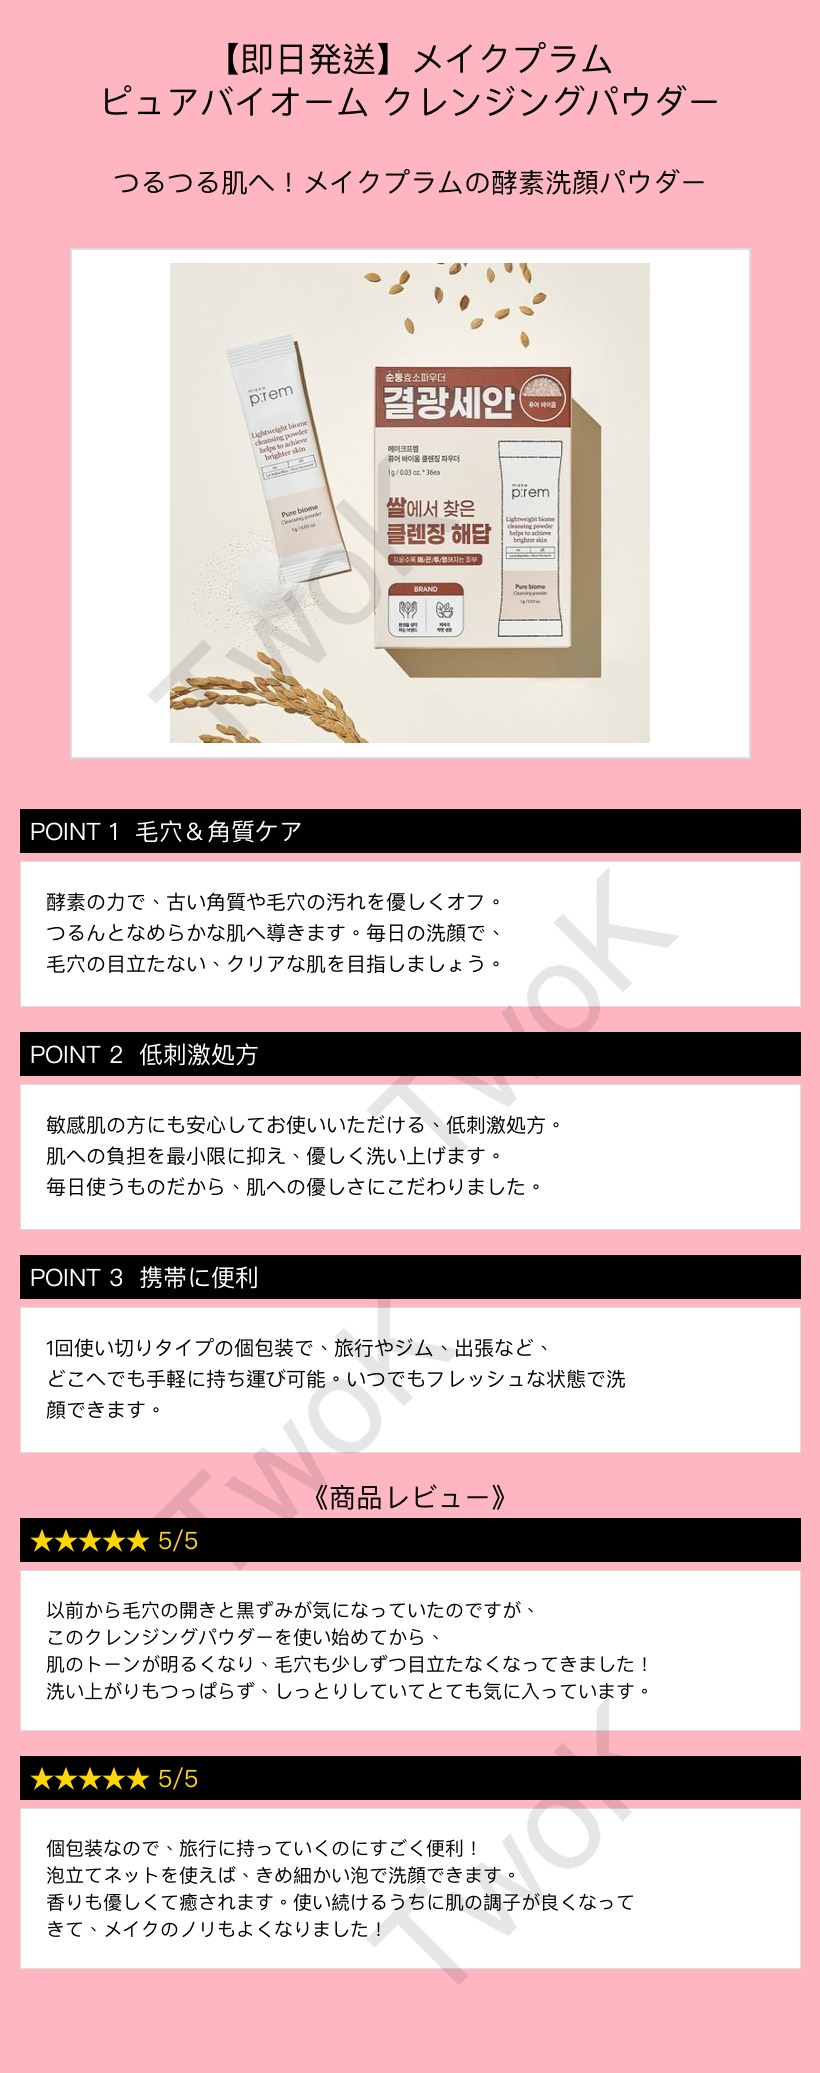 【即日発送】メイクプラム
ピュアバイオーム クレンジングパウダー
つるつる肌へ！メイクプラムの酵素洗顔パウダー
make
p:rem
Lightweight biome
cleansing powder
helps to achieve
brighter skin
Pure biome
Cleansing powder
1g / 0.03 oz.
순둥효소파우더
결광세안
퓨어 바이옴
메이크프렘
퓨어 바이옴 클렌징 파우더
1g / 0.03 oz. * 36ea
쌀에서 찾은
클렌징 해답
BRAND
make
p:rem
Lightweight biome
cleansing powder
helps to achieve
brighter skin
Pure biome
Cleansing powder
1g / 0.03 oz.
TwoK
POINT 1 毛穴＆角質ケア
酵素の力で、古い角質や毛穴の汚れを優しくオフ。
つるんとなめらかな肌へ導きます。毎日の洗顔で、
毛穴の目立たない、クリアな肌を目指しましょう。
TwoK
POINT 2 低刺激処方
敏感肌の方にも安心してお使いいただける、低刺激処方。
肌への負担を最小限に抑え、優しく洗い上げます。
毎日使うものだから、肌への優しさにこだわりました。
POINT 3 携帯に便利
1回使い切りタイプの個包装で、旅行やジム、出張など、
どこへでも手軽に持ち運び可能。いつでもフレッシュな状態で洗
顔できます。
TwoK
《商品レビュー》
★★★★★ 5/5
以前から毛穴の開きと黒ずみが気になっていたのですが、
このクレンジングパウダーを使い始めてから、
肌のトーンが明るくなり、毛穴も少しずつ目立たなくなってきました！
洗い上がりもつっぱらず、しっとりしていてとても気に入っています。
★★★★★ 5/5
個包装なので、旅行に持っていくのにすごく便利！
泡立てネットを使えば、きめ細かい泡で洗顔できます。
香りも優しくて癒されます。使い続けるうちに肌の調子が良くなって
きて、メイクのノリもよくなりました！
TwoK